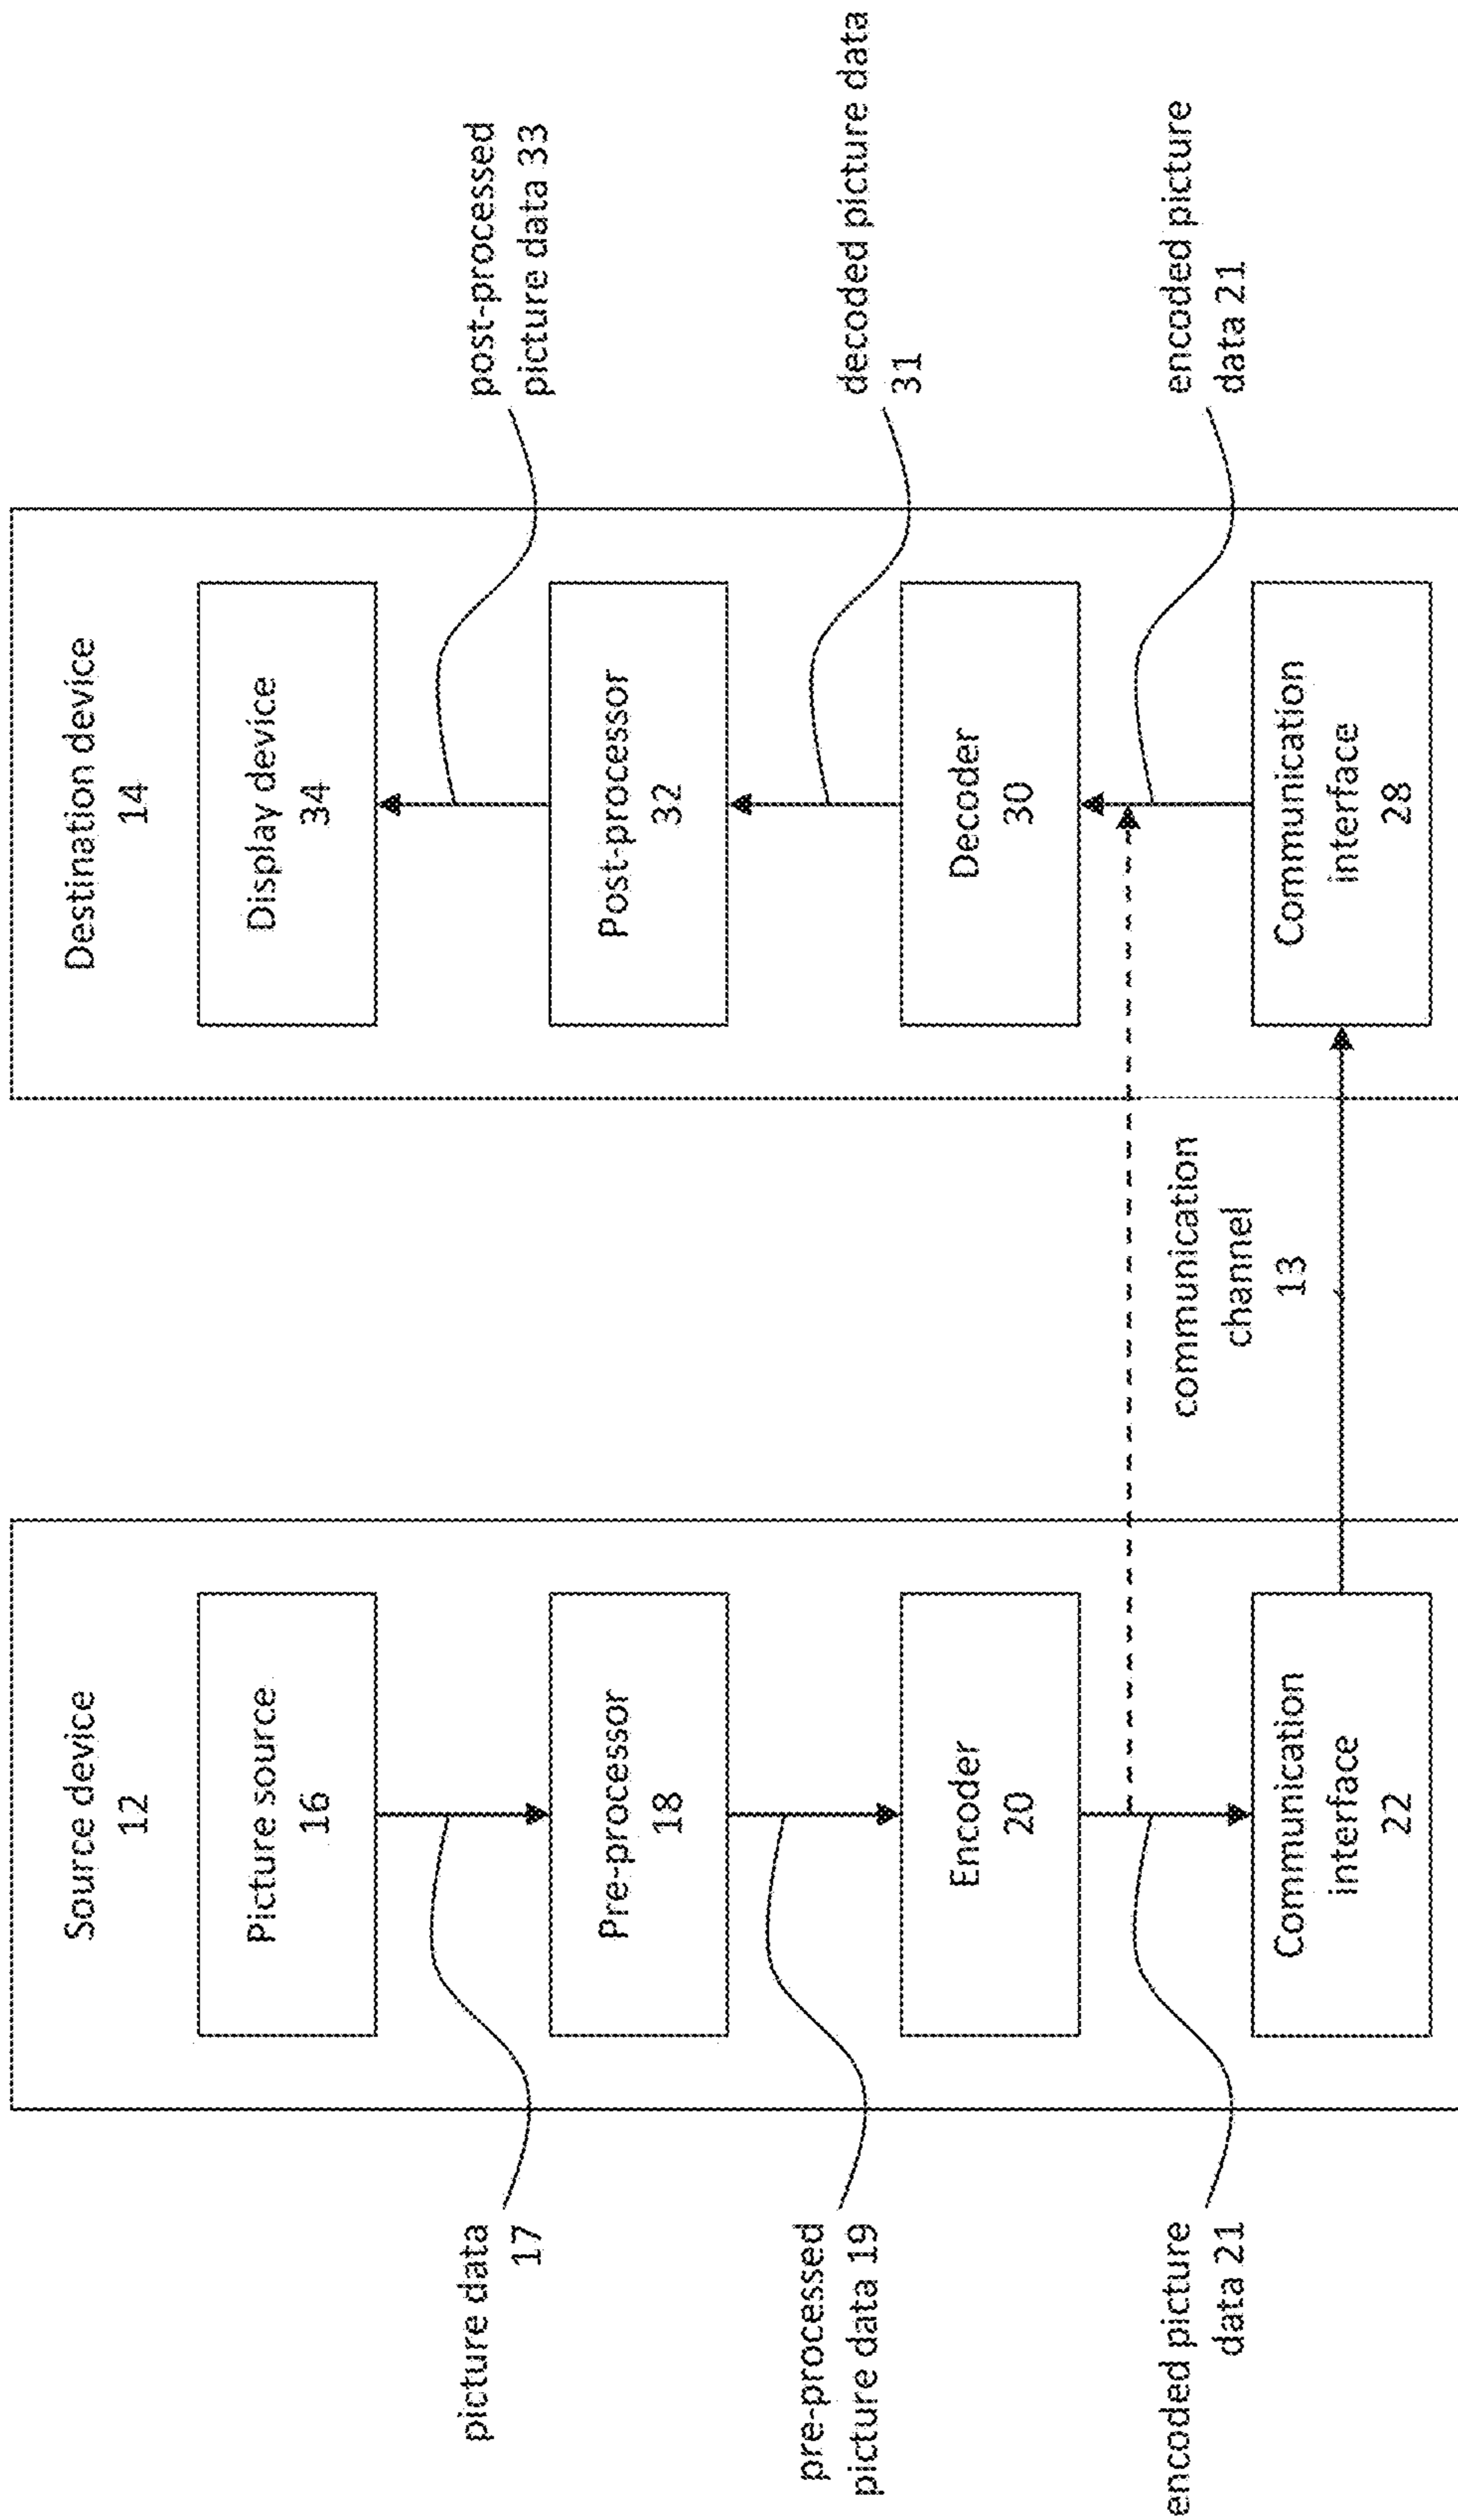 Source device
12
Picture source
16
picture data
17
Pre-processor
18
pre-processed
picture data 19
Encoder
20
encoded picture
data 21
Communication
interface
22
communication
channel
13
Destination device
14
Display device
34
post-processed
picture data 33
Post-processor
32
decoded picture data
31
Decoder
30
encoded picture
data 21
Communication
interface
28